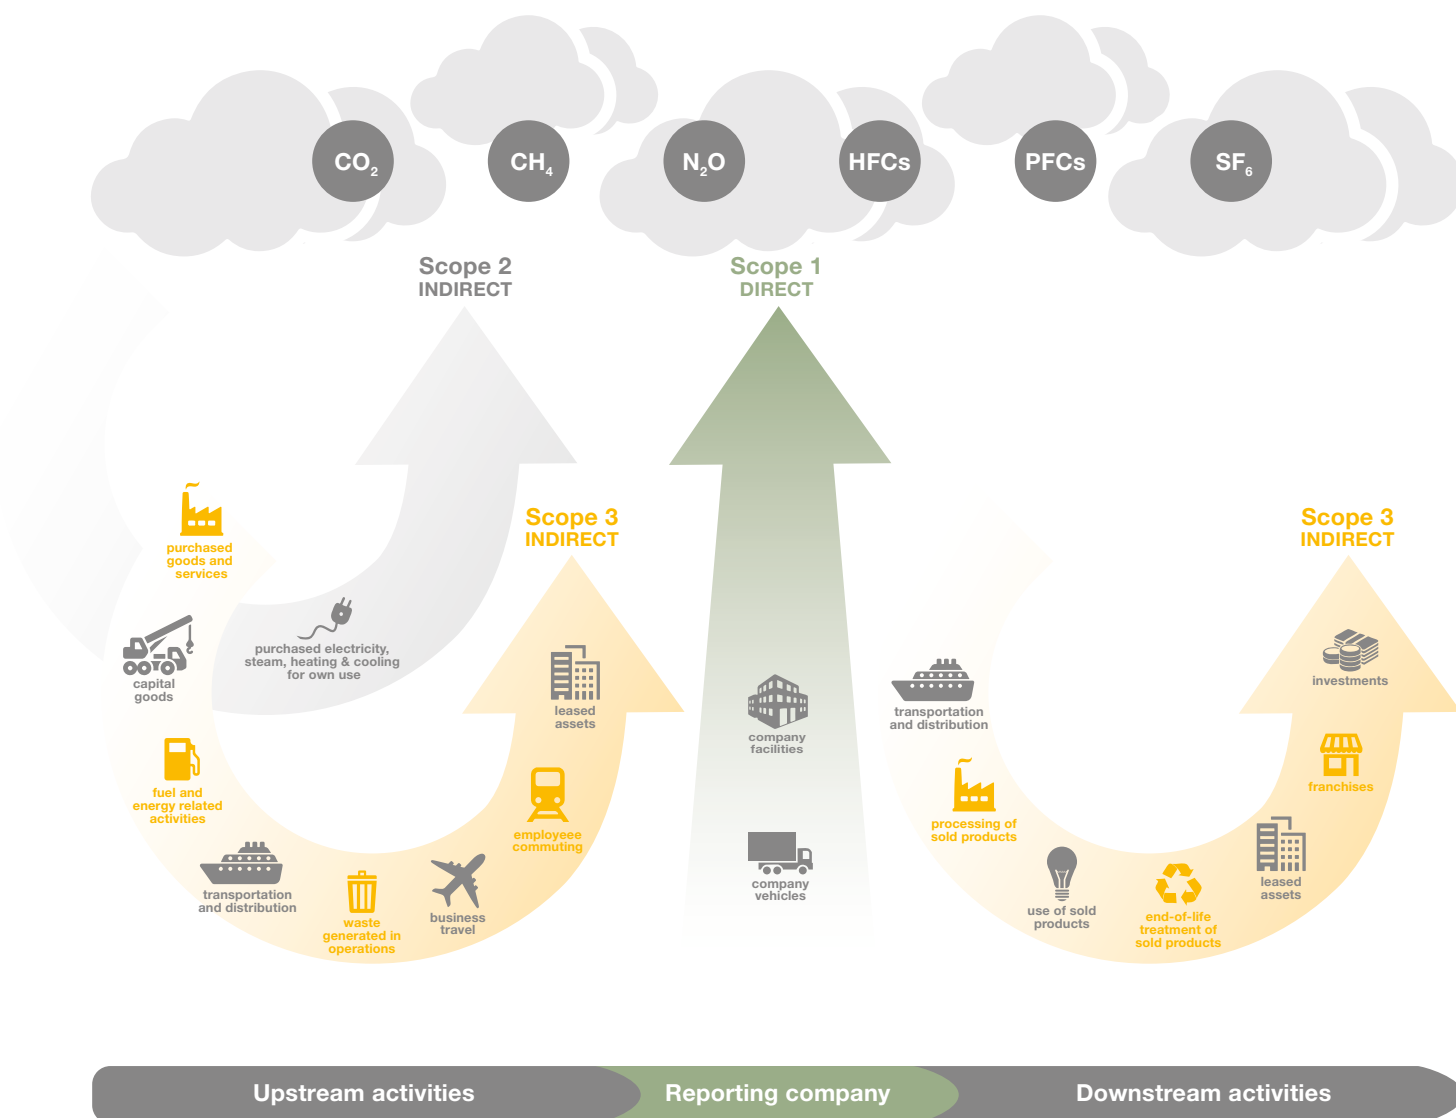 CO₂
CH₄
N₂O
HFCs
PFCs
SF₆
Scope 2
INDIRECT
Scope 1
DIRECT
Scope 3
INDIRECT
Scope 3
INDIRECT
purchased
goods and
services
capital
goods
purchased electricity,
steam, heating & cooling
for own use
fuel and
energy related
activities
transportation
and distribution
waste
generated in
operations
business
travel
employeee
commuting
leased
assets
company
facilities
company
vehicles
transportation
and distribution
processing of
sold products
use of sold
products
end-of-life
treatment of
sold products
leased
assets
franchises
investments
Upstream activities
Reporting company
Downstream activities